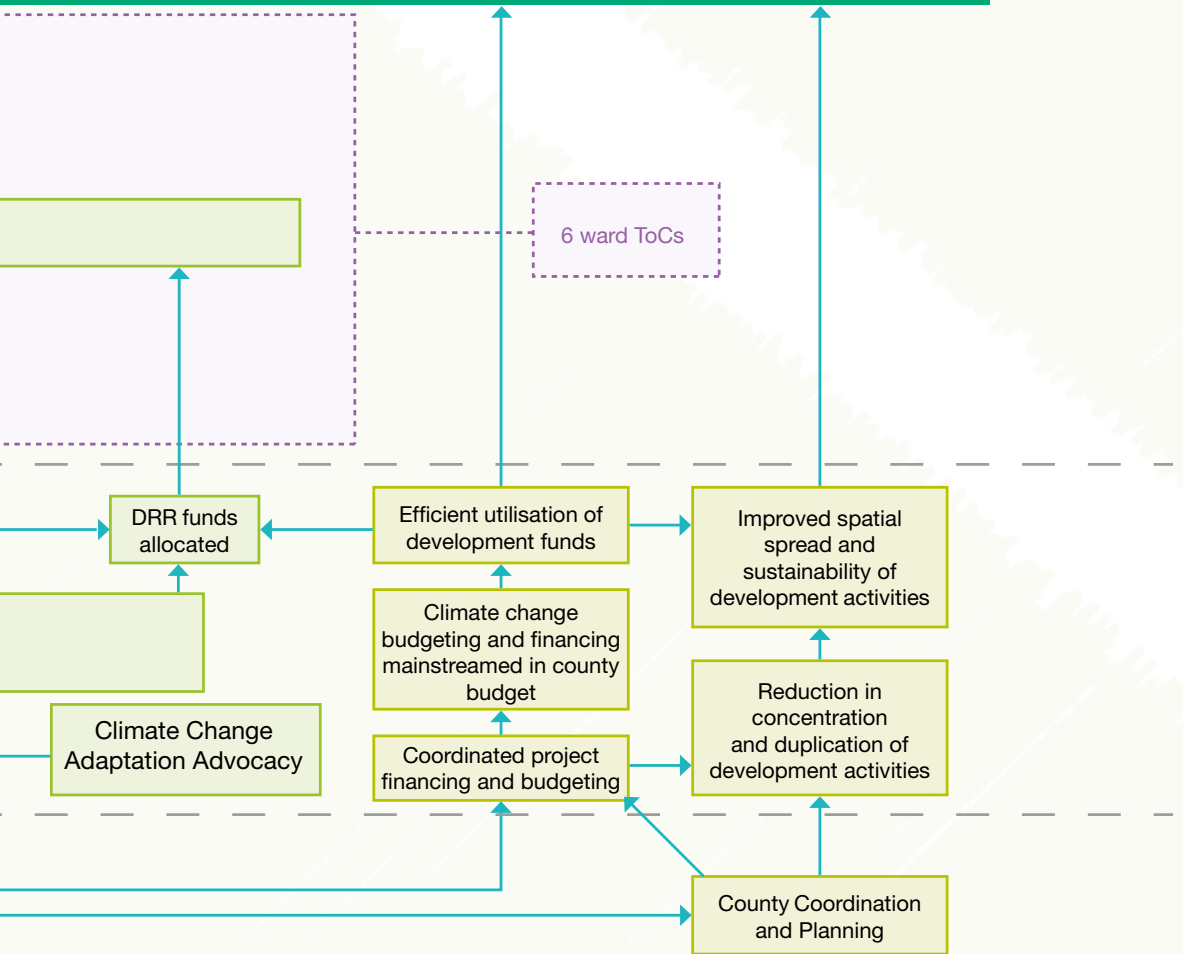 6 ward ToCs
DRR funds
allocated
Efficient utilisation of
development funds
Improved spatial
spread and
sustainability of
development activities
Climate change
budgeting and financing
mainstreamed in county
budget
Reduction in
concentration
and duplication of
development activities
Climate Change
Adaptation Advocacy
Coordinated project
financing and budgeting
County Coordination
and Planning